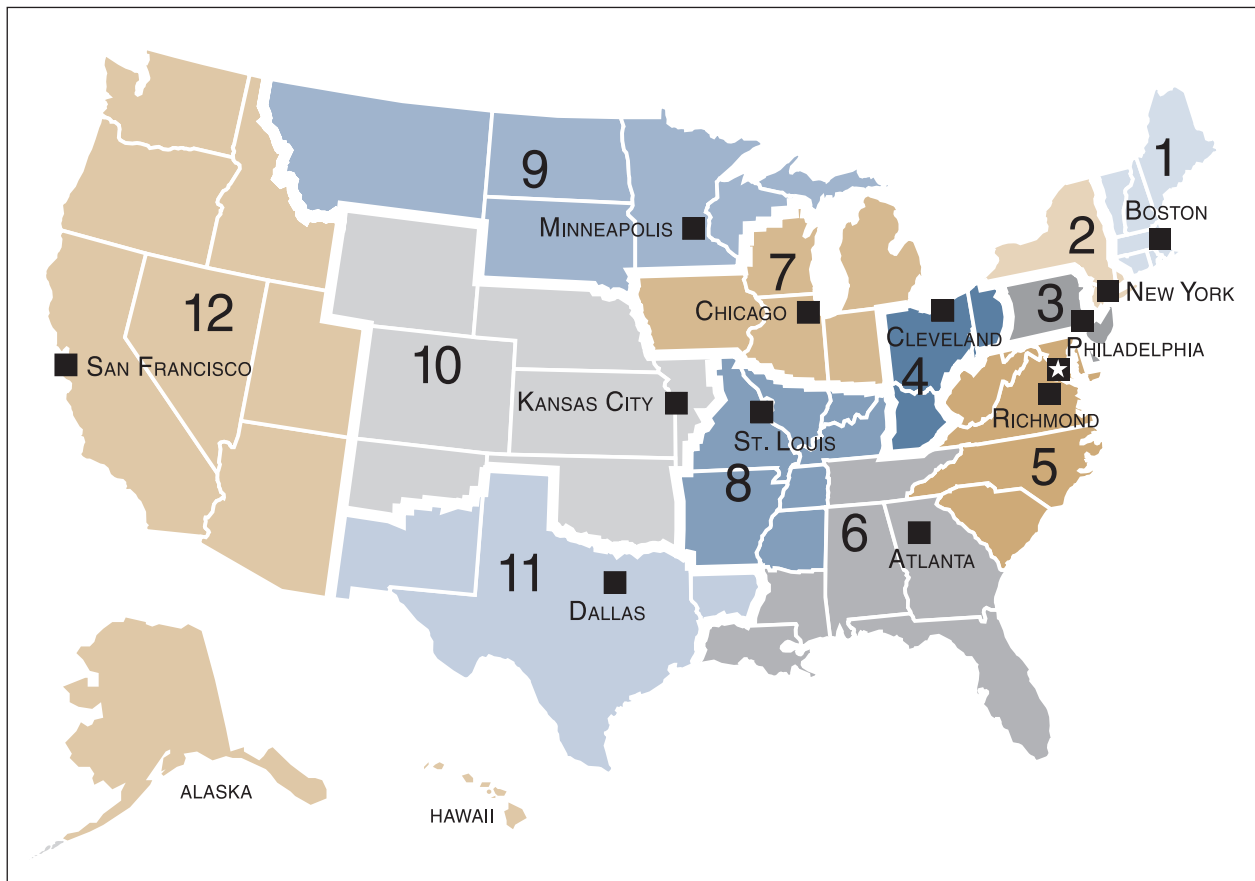 1
9
BOSTON
MINNEAPOLIS
2
7
NEW YORK
3
12
CHICAGO
CLEVELAND
PHILADELPHIA
SAN FRANCISCO
10
4
KANSAS CITY
RICHMOND
ST. LOUIS
5
8
6
ATLANTA
11
DALLAS
ALASKA
HAWAII